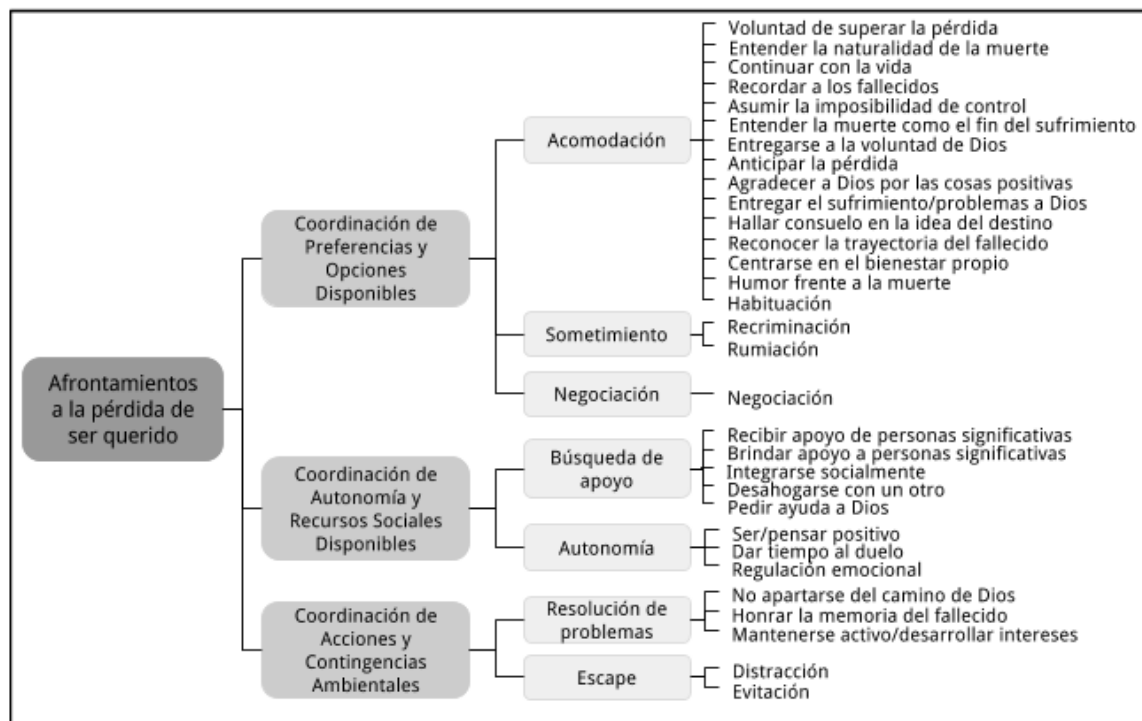 Afrontamientos
a la pérdida de
ser querido
Coordinación de
Preferencias y
Opciones
Disponibles
Acomodación
Voluntad de superar la pérdida
Entender la naturalidad de la muerte
Continuar con la vida
Recordar a los fallecidos
Asumir la imposibilidad de control
Entender la muerte como el fin del sufrimiento
Entregarse a la voluntad de Dios
Anticipar la pérdida
Agradecer a Dios por las cosas positivas
Entregar el sufrimiento/problemas a Dios
Hallar consuelo en la idea del destino
Reconocer la trayectoria del fallecido
Centrarse en el bienestar propio
Humor frente a la muerte
Habituación
Sometimiento
Recriminación
Rumiación
Negociación
Negociación
Coordinación de
Autonomía y
Recursos Sociales
Disponibles
Búsqueda de
apoyo
Recibir apoyo de personas significativas
Brindar apoyo a personas significativas
Integrarse socialmente
Desahogarse con un otro
Pedir ayuda a Dios
Autonomía
Ser/pensar positivo
Dar tiempo al duelo
Regulación emocional
Coordinación de
Acciones y
Contingencias
Ambientales
Resolución de
problemas
No apartarse del camino de Dios
Honrar la memoria del fallecido
Mantenerse activo/desarrollar intereses
Escape
Distracción
Evitación